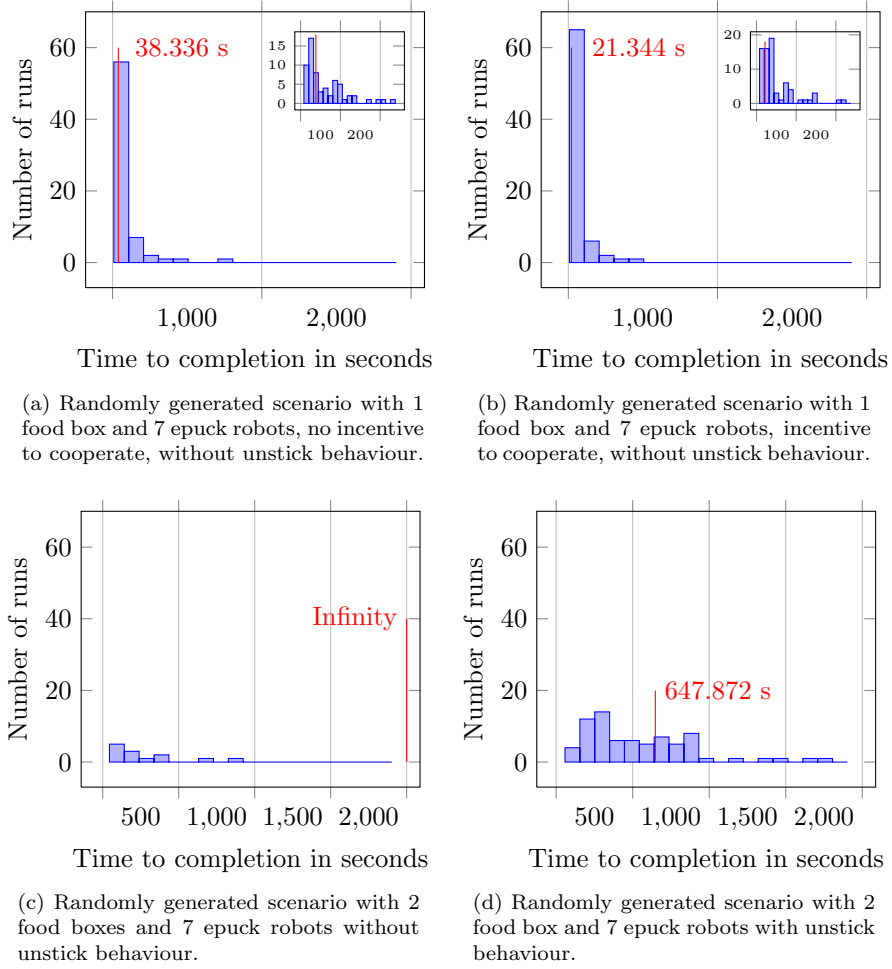 60
40
20
0
Number of runs
38.336 s
15
10
5
0
100 200
1,000 2,000
Time to completion in seconds
(a) Randomly generated scenario with 1
food box and 7 epuck robots, no incentive
to cooperate, without unstick behaviour.
60
40
20
0
Number of runs
21.344 s
20
10
0
100 200
1,000 2,000
Time to completion in seconds
(b) Randomly generated scenario with 1
food box and 7 epuck robots, incentive
to cooperate, without unstick behaviour.
60
40
20
0
Number of runs
Infinity
500 1,000 1,500 2,000
Time to completion in seconds
(c) Randomly generated scenario with 2
food boxes and 7 epuck robots without
unstick behaviour.
60
40
20
0
Number of runs
647.872 s
500 1,000 1,500 2,000
Time to completion in seconds
(d) Randomly generated scenario with 2
food box and 7 epuck robots with unstick
behaviour.